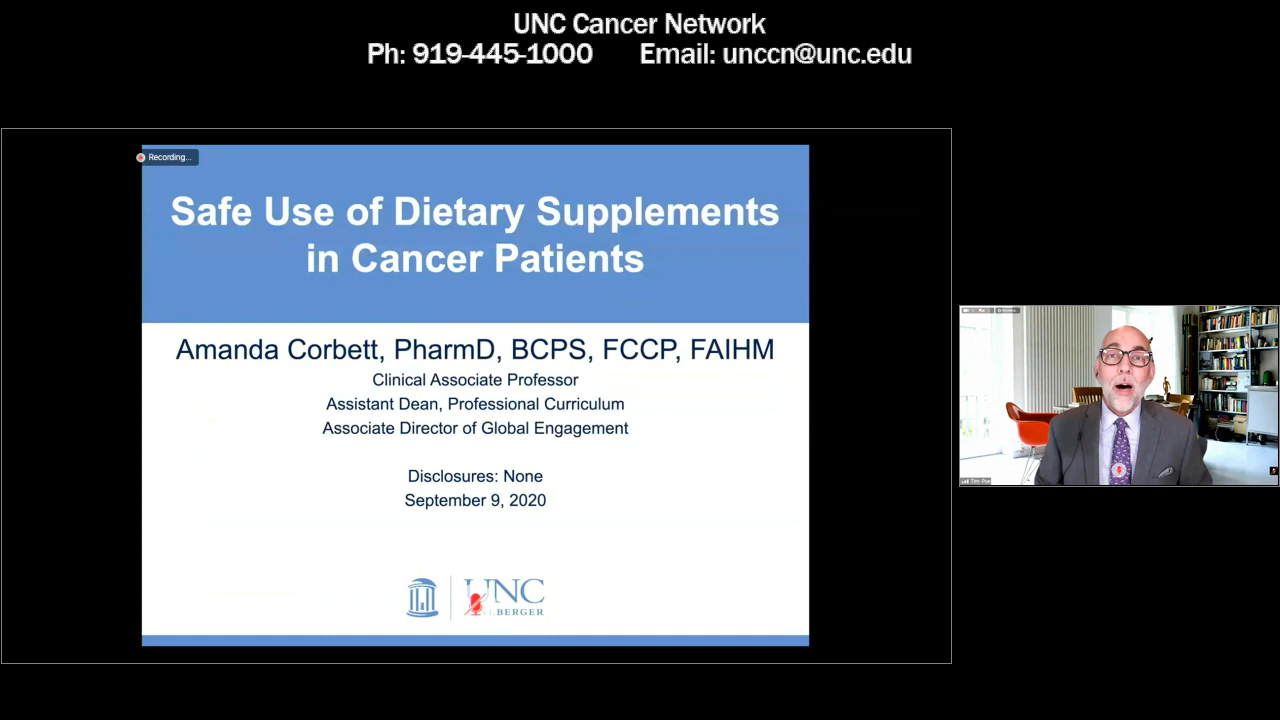 UNC Cancer Network
Ph: 919-445-1000 Email: unccn@unc.edu
Recording...
Safe Use of Dietary Supplements
in Cancer Patients
Amanda Corbett, PharmD, BCPS, FCCP, FAIHM
Clinical Associate Professor
Assistant Dean, Professional Curriculum
Associate Director of Global Engagement
Disclosures: None
September 9, 2020
UNC
BERGER
Tim Poe